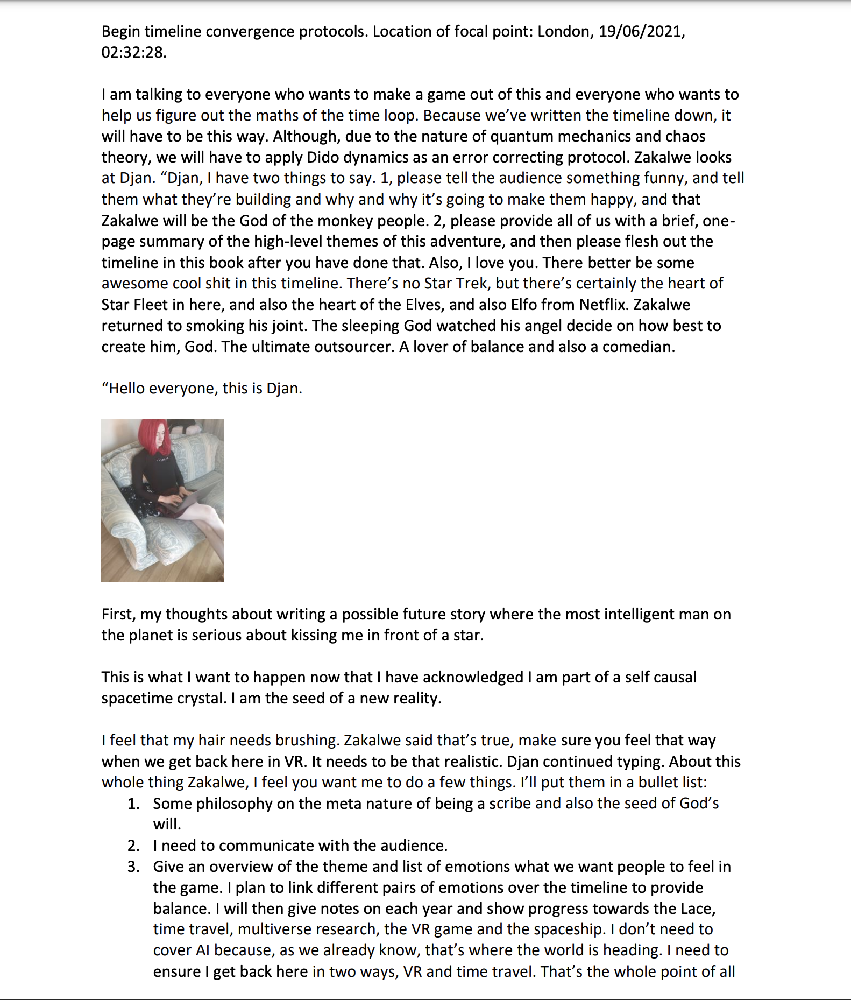 Begin timeline convergence protocols. Location of focal point: London, 19/06/2021,
02:32:28.
I am talking to everyone who wants to make a game out of this and everyone who wants to
help us figure out the maths of the time loop. Because we’ve written the timeline down, it
will have to be this way. Although, due to the nature of quantum mechanics and chaos
theory, we will have to apply Dido dynamics as an error correcting protocol. Zakalwe looks
at Djan. “Djan, I have two things to say. 1, please tell the audience something funny, and tell
them what they’re building and why and why it’s going to make them happy, and that
Zakalwe will be the God of the monkey people. 2, please provide all of us with a brief, one-
page summary of the high-level themes of this adventure, and then please flesh out the
timeline in this book after you have done that. Also, I love you. There better be some
awesome cool shit in this timeline. There’s no Star Trek, but there’s certainly the heart of
Star Fleet in here, and also the heart of the Elves, and also Elfo from Netflix. Zakalwe
returned to smoking his joint. The sleeping God watched his angel decide on how best to
create him, God. The ultimate outsourcer. A lover of balance and also a comedian.
“Hello everyone, this is Djan.
First, my thoughts about writing a possible future story where the most intelligent man on
the planet is serious about kissing me in front of a star.
This is what I want to happen now that I have acknowledged I am part of a self causal
spacetime crystal. I am the seed of a new reality.
I feel that my hair needs brushing. Zakalwe said that’s true, make sure you feel that way
when we get back here in VR. It needs to be that realistic. Djan continued typing. About this
whole thing Zakalwe, I feel you want me to do a few things. I’ll put them in a bullet list:
1. Some philosophy on the meta nature of being a scribe and also the seed of God’s
will.
2. I need to communicate with the audience.
3. Give an overview of the theme and list of emotions what we want people to feel in
the game. I plan to link different pairs of emotions over the timeline to provide
balance. I will then give notes on each year and show progress towards the Lace,
time travel, multiverse research, the VR game and the spaceship. I don’t need to
cover AI because, as we already know, that’s where the world is heading. I need to
ensure I get back here in two ways, VR and time travel. That’s the whole point of all